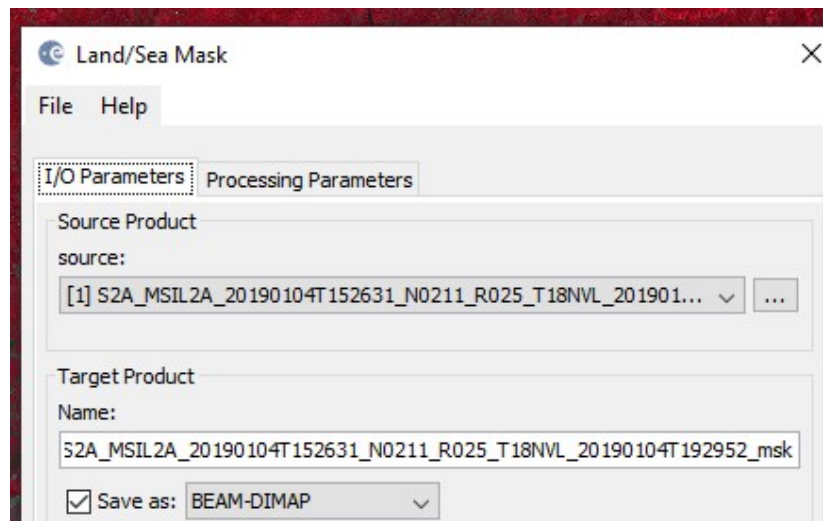 Land/Sea Mask
File Help
I/O Parameters Processing Parameters
Source Product
source:
[1] S2A_MSIL2A_20190104T152631_N0211_R025_T18NVL_201901... ...
Target Product
Name:
S2A_MSIL2A_20190104T152631_N0211_R025_T18NVL_20190104T192952_msk
Save as: BEAM-DIMAP